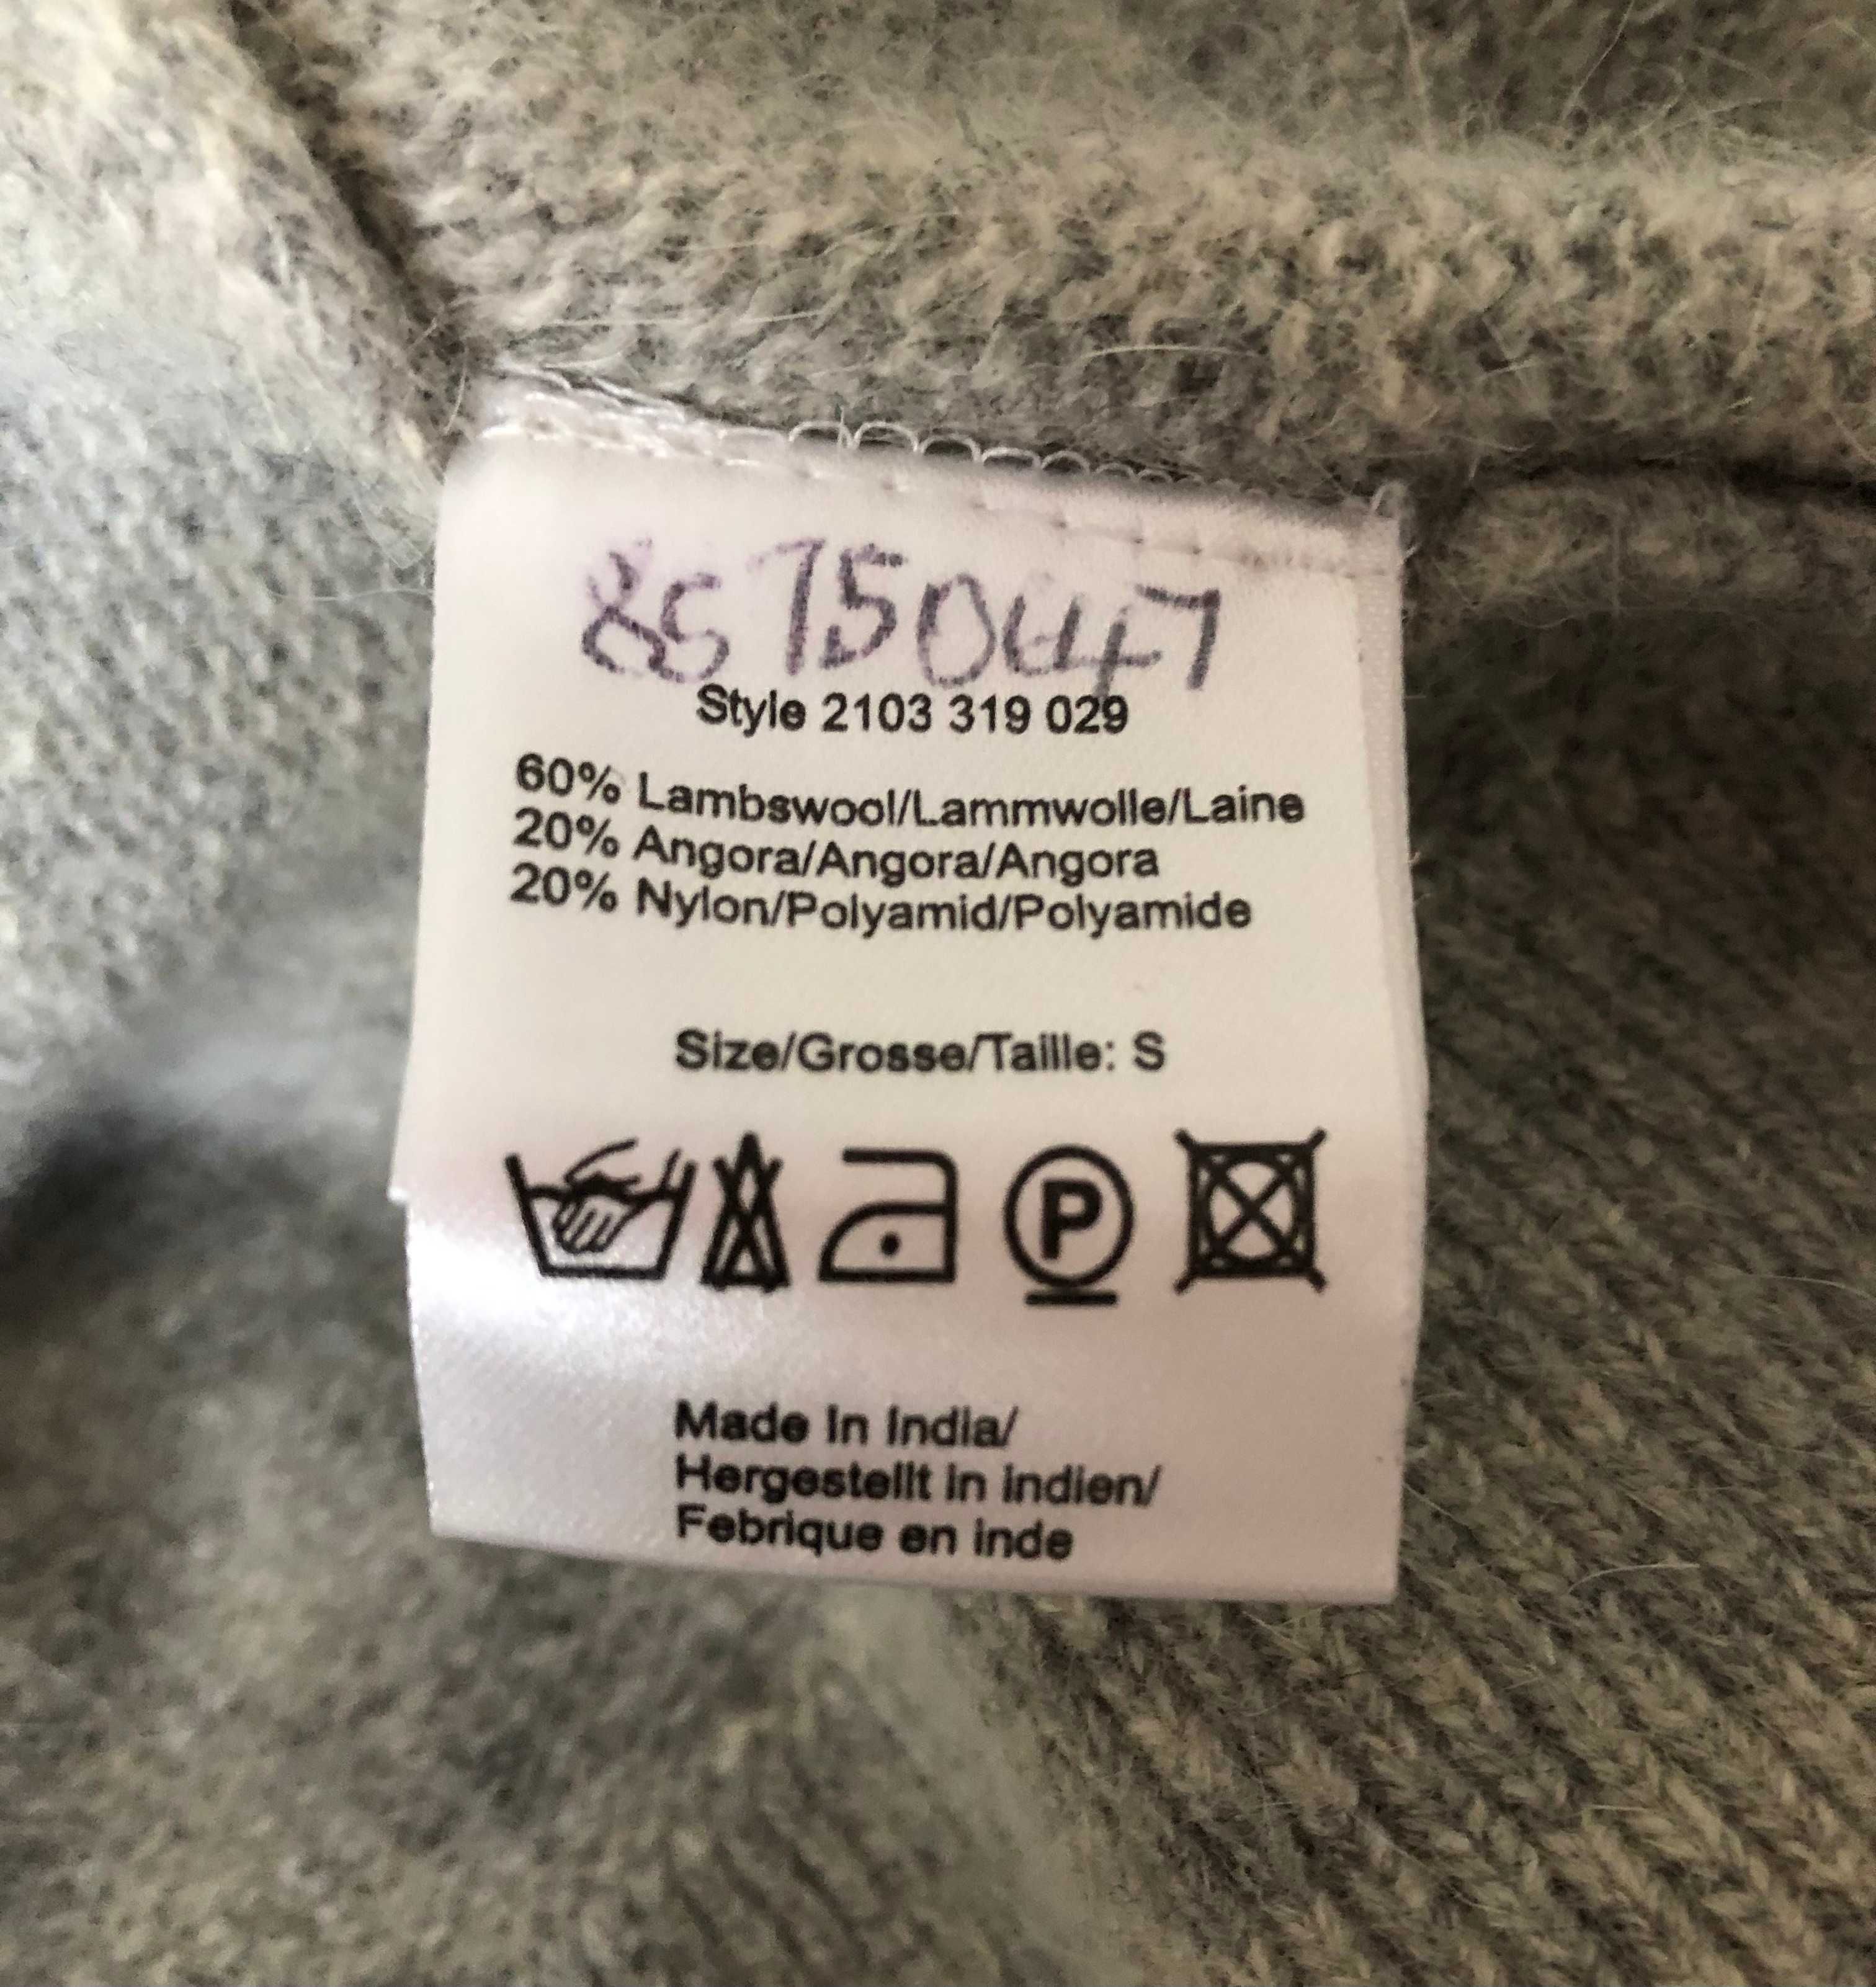 8575047
Style 2103 319 029
60% Lambswool/Lammwolle/Laine
20% Angora/Angora/Angora
20% Nylon/Polyamid/Polyamide
Size/Grosse/Taille: S
P
Made In India/
Hergestellt in indien/
Febrique en inde